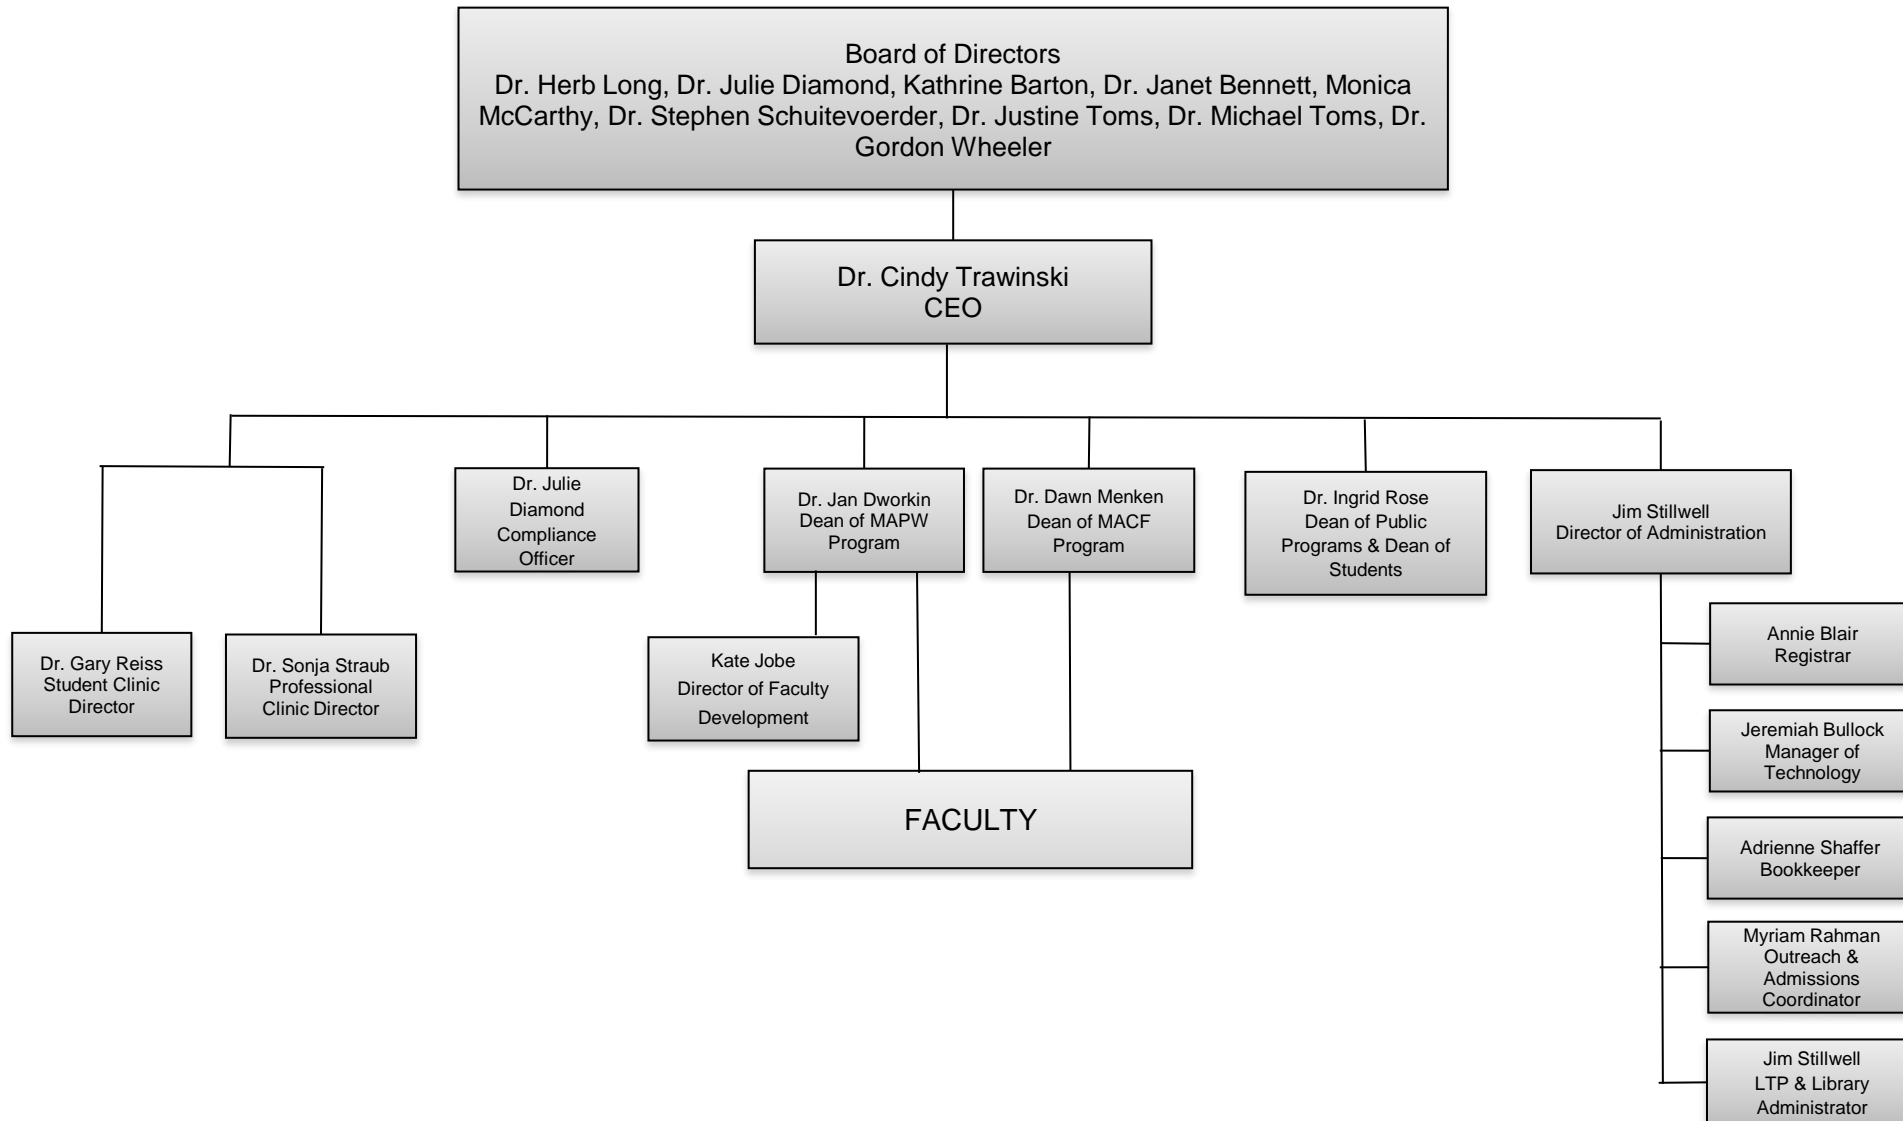 Board of Directors
Dr. Herb Long, Dr. Julie Diamond, Kathrine Barton, Dr. Janet Bennett, Monica
McCarthy, Dr. Stephen Schuitevoerder, Dr. Justine Toms, Dr. Michael Toms, Dr.
Gordon Wheeler
Dr. Cindy Trawinski
CEO
Dr. Julie
Diamond
Compliance
Officer
Dr. Jan Dworkin
Dean of MAPW
Program
Dr. Dawn Menken
Dean of MACF
Program
Dr. Ingrid Rose
Dean of Public
Programs & Dean of
Students
Jim Stillwell
Director of Administration
Dr. Gary Reiss
Student Clinic
Director
Dr. Sonja Straub
Professional
Clinic Director
Kate Jobe
Director of Faculty
Development
FACULTY
Annie Blair
Registrar
Jeremiah Bullock
Manager of
Technology
Adrienne Shaffer
Bookkeeper
Myriam Rahman
Outreach &
Admissions
Coordinator
Jim Stillwell
LTP & Library
Administrator